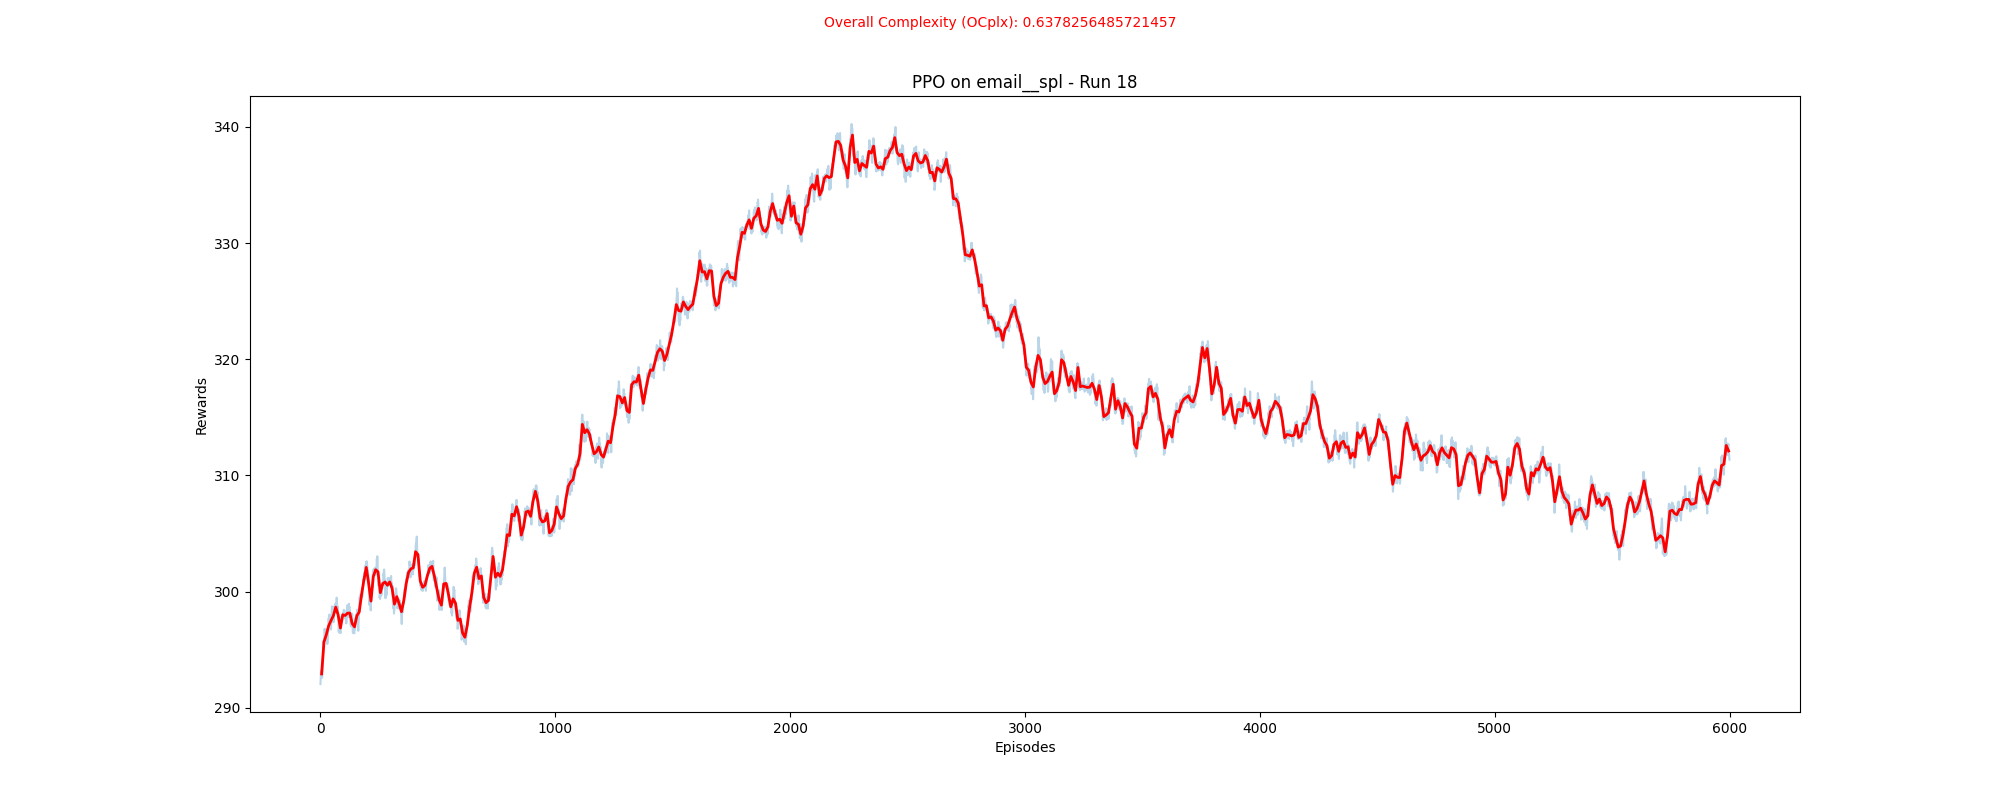 Overall Complexity (OCplx): 0.6378256485721457
PPO on email__spl - Run 18
340
330
320
310
300
290
Rewards
0 1000 2000 3000 4000 5000 6000
Episodes